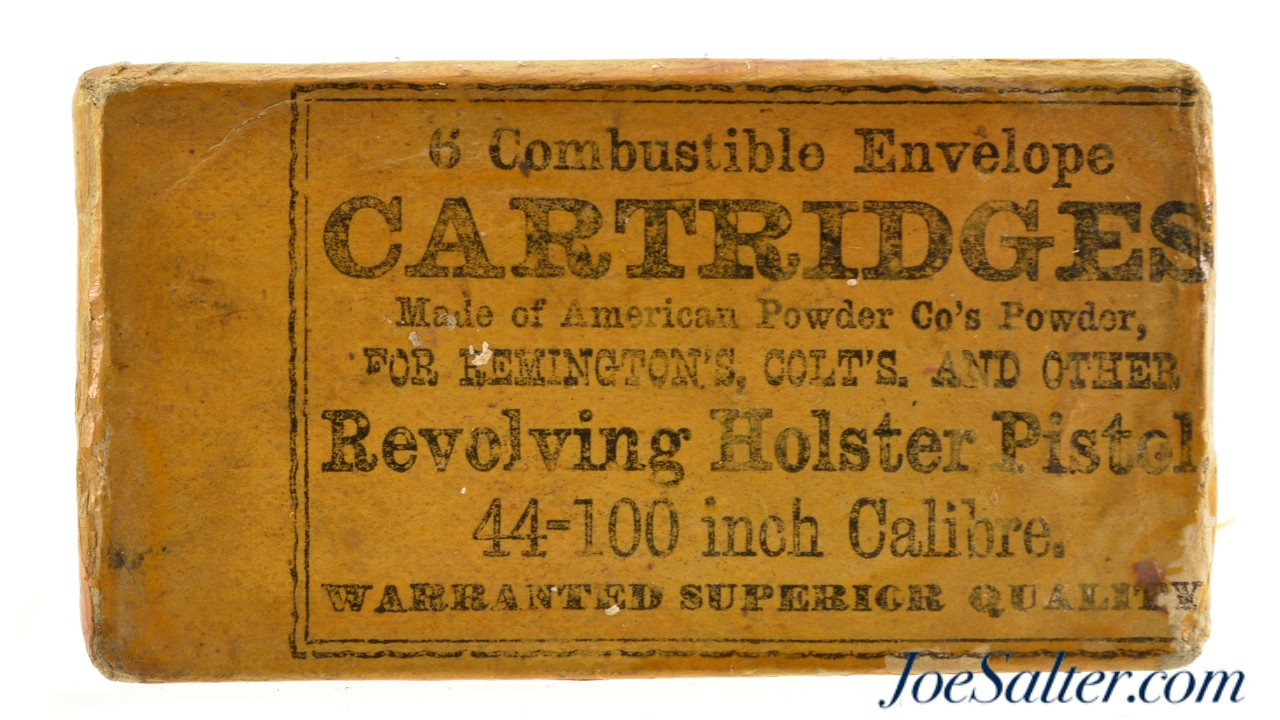 6 Combustible Envelope
CARTRIDGES
Made of American Powder Co's Powder,
FOR REMINGTON'S, COLT'S. AND OTHER
Revolving Holster Pistol,
44-100 inch Calibre.
WARRANTED SUPERIOR QUALITY
JoeSalter.com